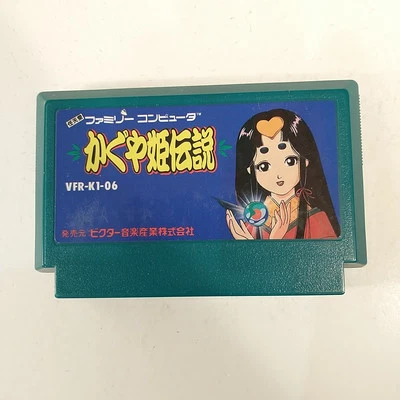 任天堂 ファミリーコンピュータ™
かぐや姫伝説
VFR-K1-06
発売元 ビクター音楽産業株式会社